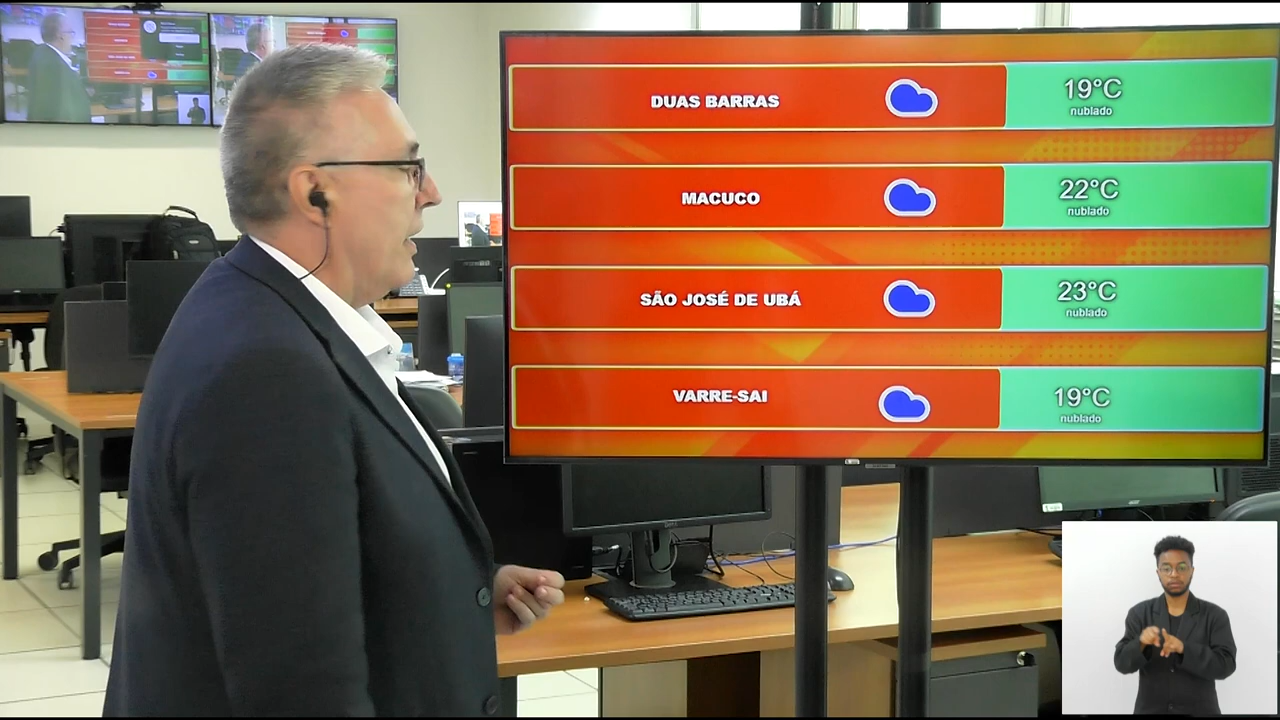 DUAS BARRAS
19°C
nublado
MACUCO
22°C
nublado
SÃO JOSÉ DE UBÁ
23°C
nublado
VARRE-SAI
19°C
nublado